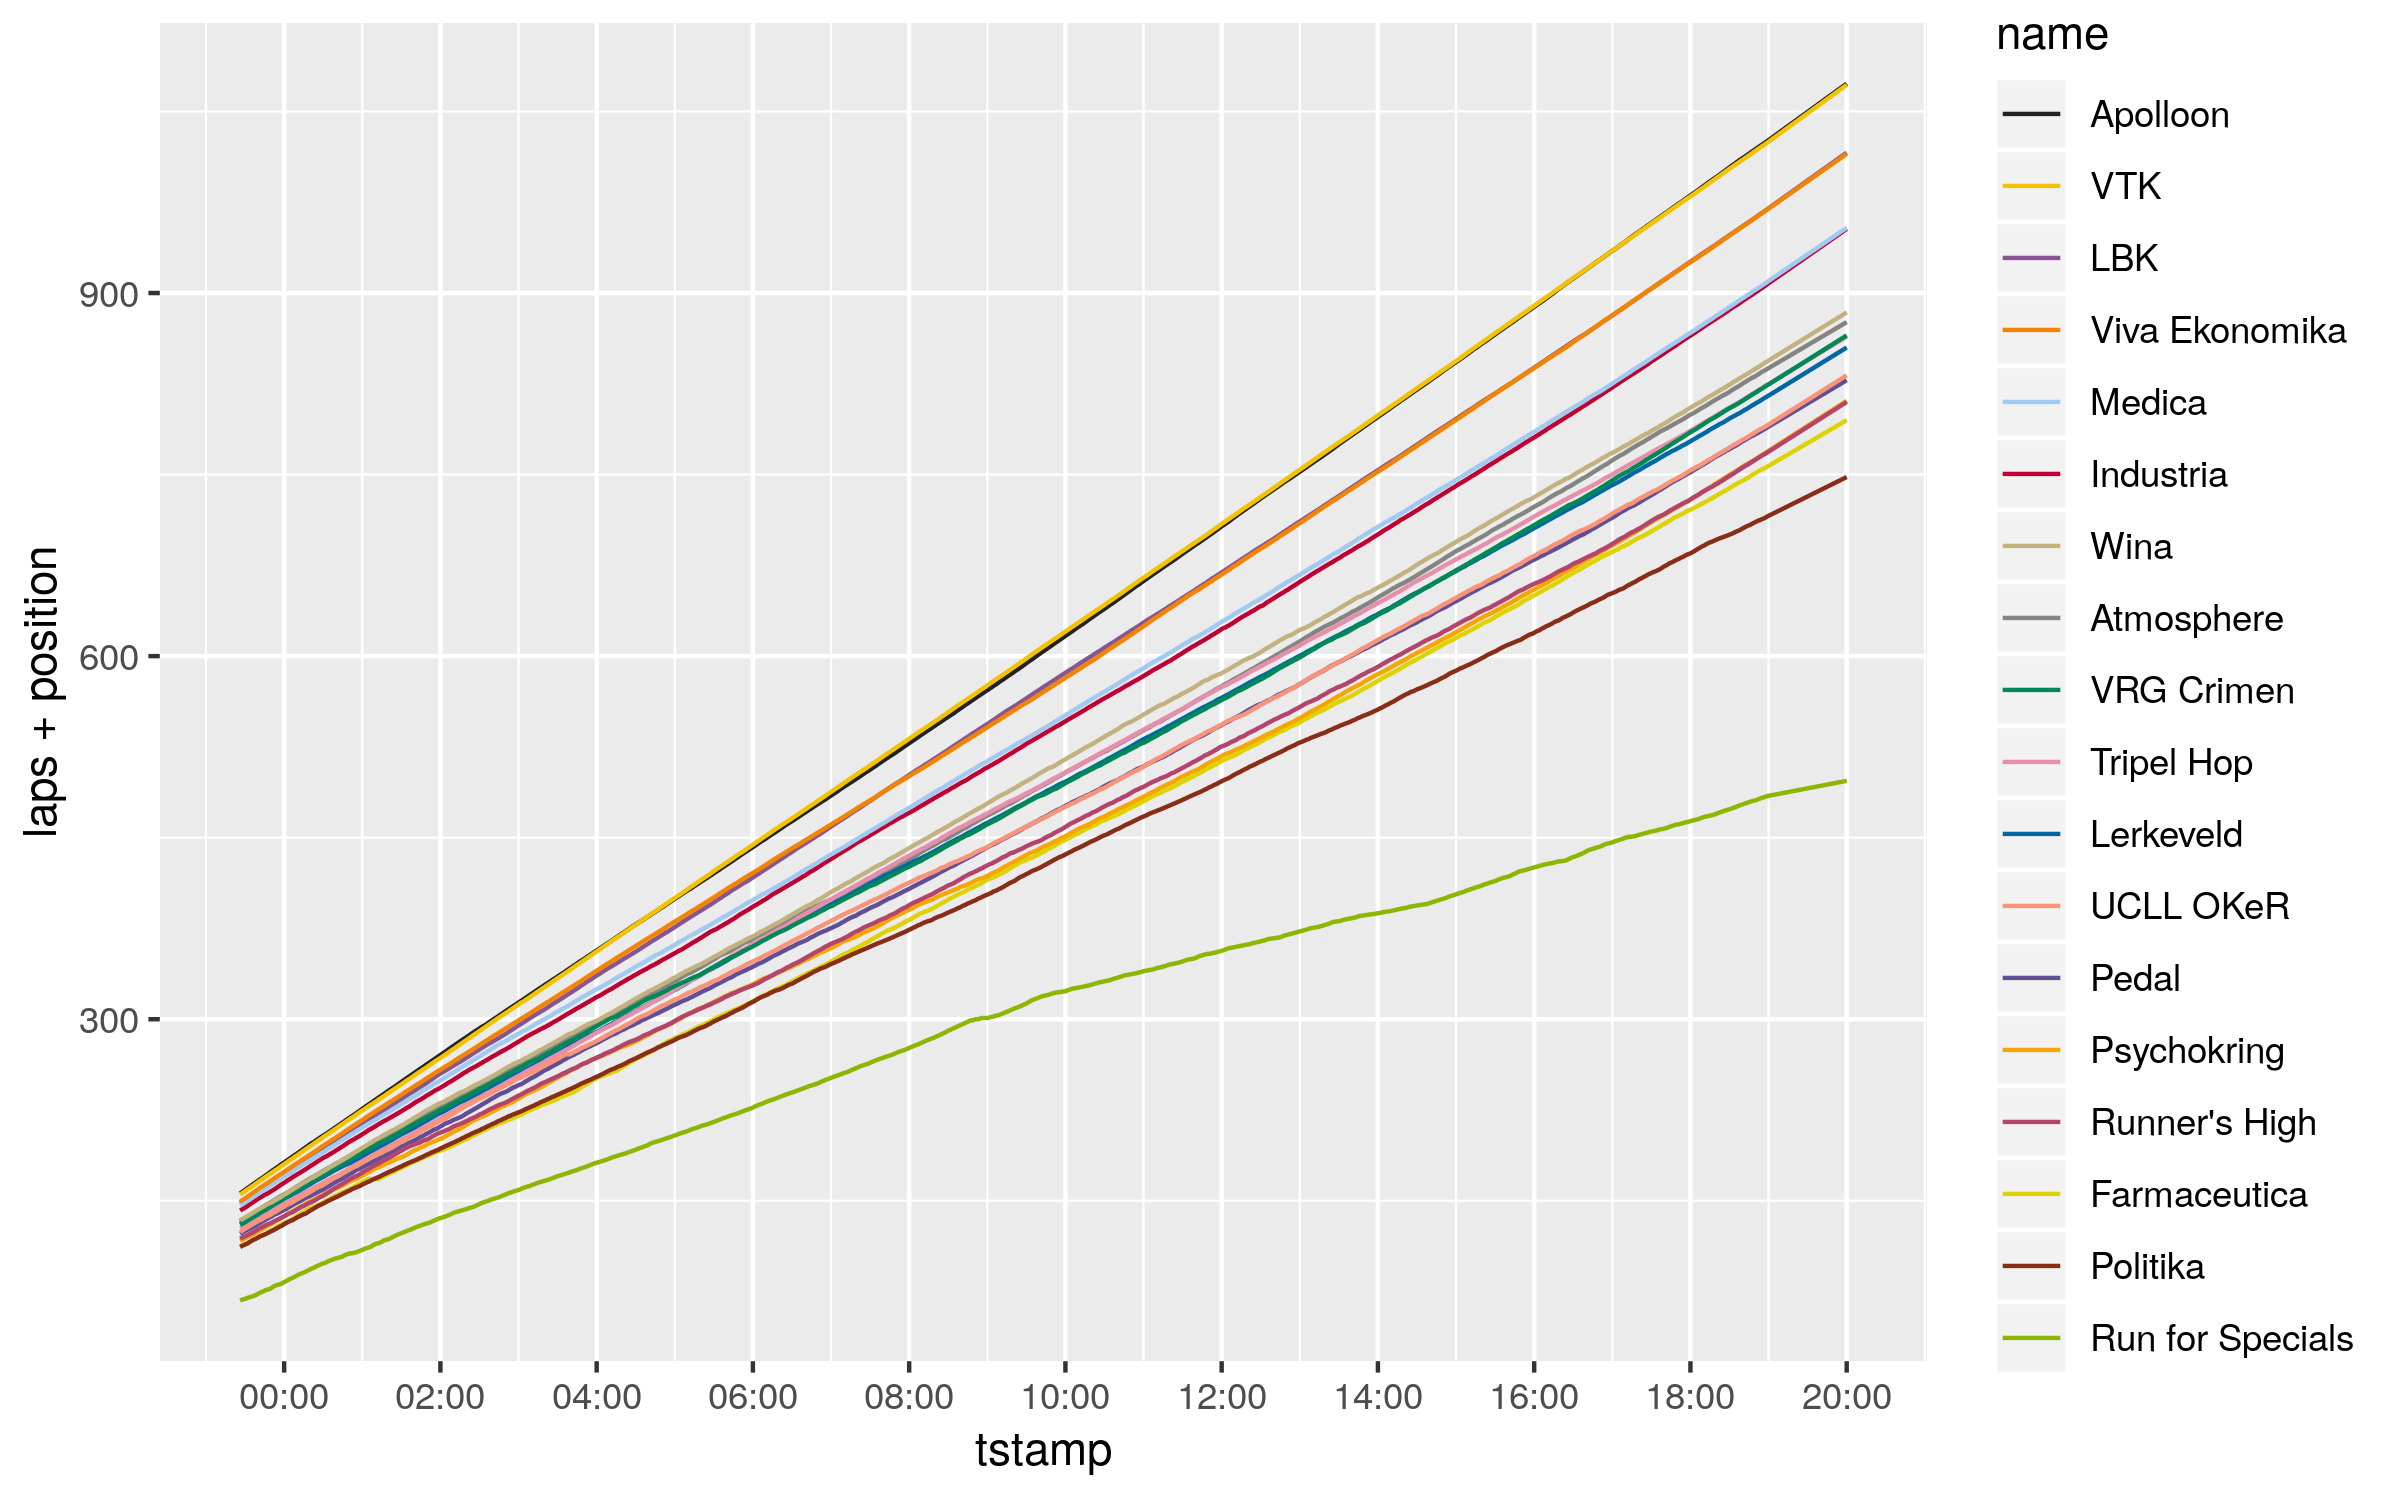 name
Apolloon
VTK
LBK
Viva Ekonomika
Medica
Industria
Wina
Atmosphere
VRG Crimen
Tripel Hop
Lerkeveld
UCLL OKeR
Pedal
Psychokring
Runner's High
Farmaceutica
Politika
Run for Specials
laps + position
900
600
300
00:00 02:00 04:00 06:00 08:00 10:00 12:00 14:00 16:00 18:00 20:00
tstamp